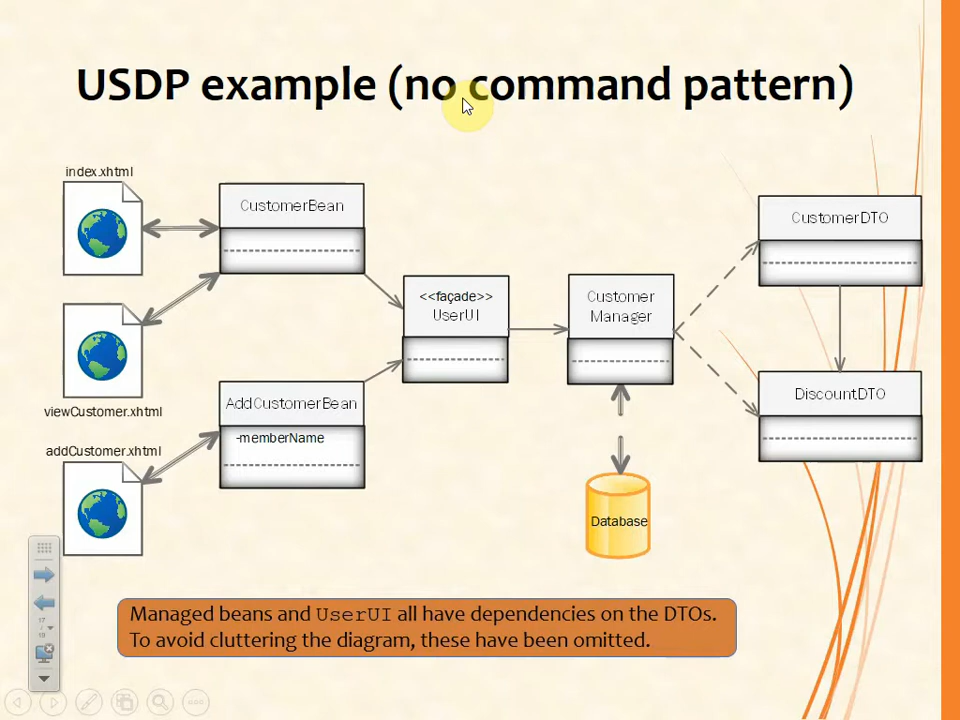 USDP example (no command pattern)
index.xhtml
CustomerBean
CustomerDTO
<<façade>>
UserUI
Customer
Manager
viewCustomer.xhtml
AddCustomerBean
-memberName
DiscountDTO
addCustomer.xhtml
Database
Managed beans and UserUI all have dependencies on the DTOs.
To avoid cluttering the diagram, these have been omitted.